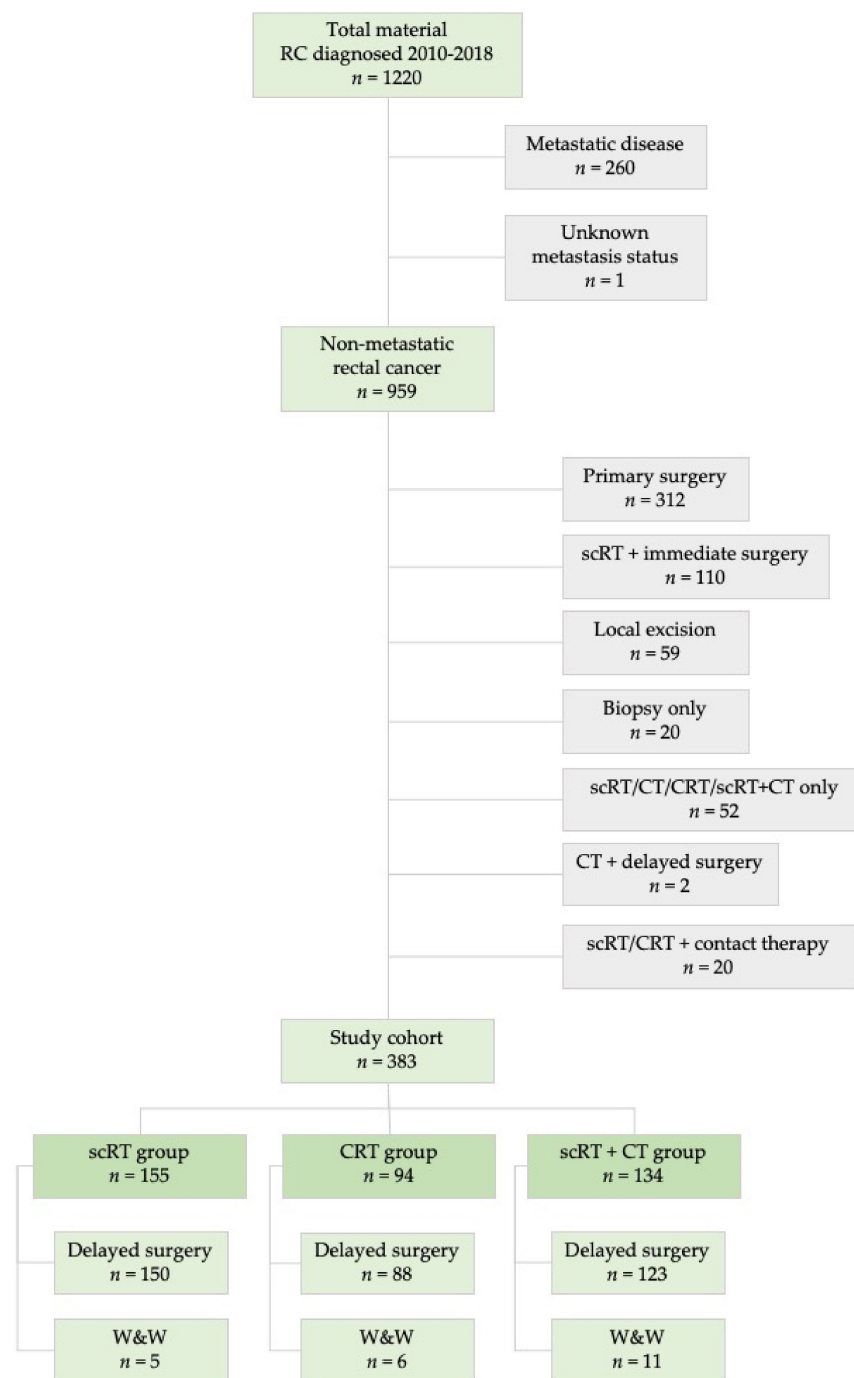 Total material
RC diagnosed 2010-2018
n = 1220
Metastatic disease
n = 260
Unknown
metastasis status
n = 1
Non-metastatic
rectal cancer
n = 959
Primary surgery
n = 312
scRT + immediate surgery
n = 110
Local excision
n = 59
Biopsy only
n = 20
scRT/CT/CRT/scRT+CT only
n = 52
CT + delayed surgery
n = 2
scRT/CRT + contact therapy
n = 20
Study cohort
n = 383
scRT group
n = 155
CRT group
n = 94
scRT + CT group
n = 134
Delayed surgery
n = 150
Delayed surgery
n = 88
Delayed surgery
n = 123
W&W
n = 5
W&W
n = 6
W&W
n = 11